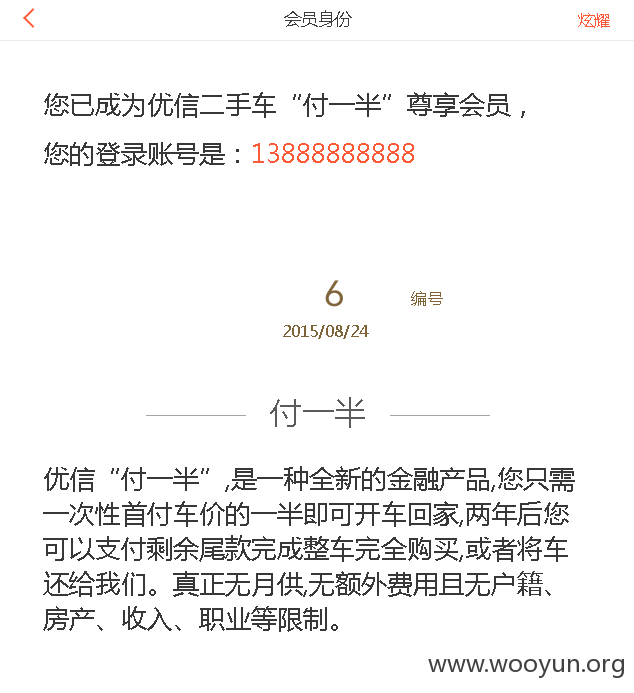 会员身份
炫耀
您已成为优信二手车“付一半”尊享会员，
您的登录账号是：13888888888
6
编号
2015/08/24
付一半
优信“付一半”,是一种全新的金融产品,您只需
一次性首付车价的一半即可开车回家,两年后您
可以支付剩余尾款完成整车完全购买,或者将车
还给我们。真正无月供,无额外费用且无户籍、
房产、收入、职业等限制。
www.wooyun.org